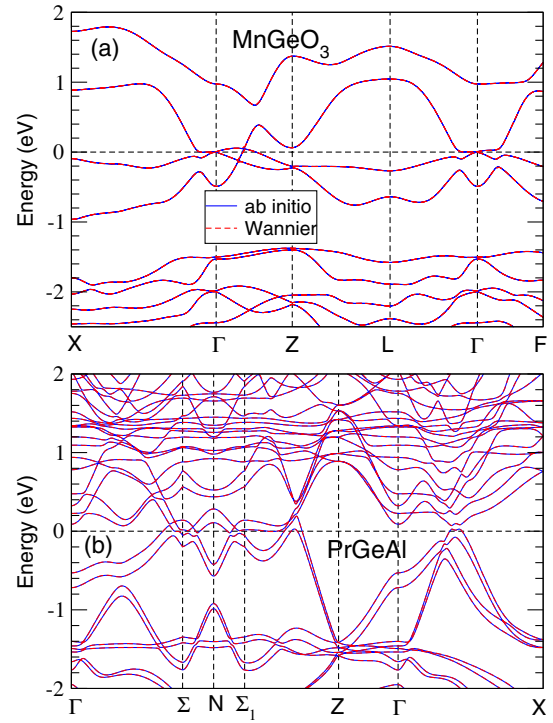 2
(a)
MnGeO3
1
0
Energy (eV)
ab initio
Wannier
-1
-2
X Γ Z L Γ F
2
1
0
Energy (eV)
(b)
PrGeAl
-1
-2
Γ Σ N Σ1 Z Γ X